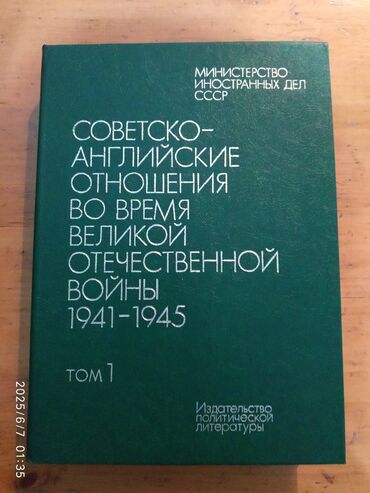 МИНИСТЕРСТВО
ИНОСТРАННЫХ ДЕЛ
СССР
СОВЕТСКО-
АНГЛИЙСКИЕ
ОТНОШЕНИЯ
ВО ВРЕМЯ
ВЕЛИКОЙ
ОТЕЧЕСТВЕННОЙ
ВОЙНЫ
1941-1945
ТОМ 1
Издательство
политической
литературы
2025/6/7 01:35